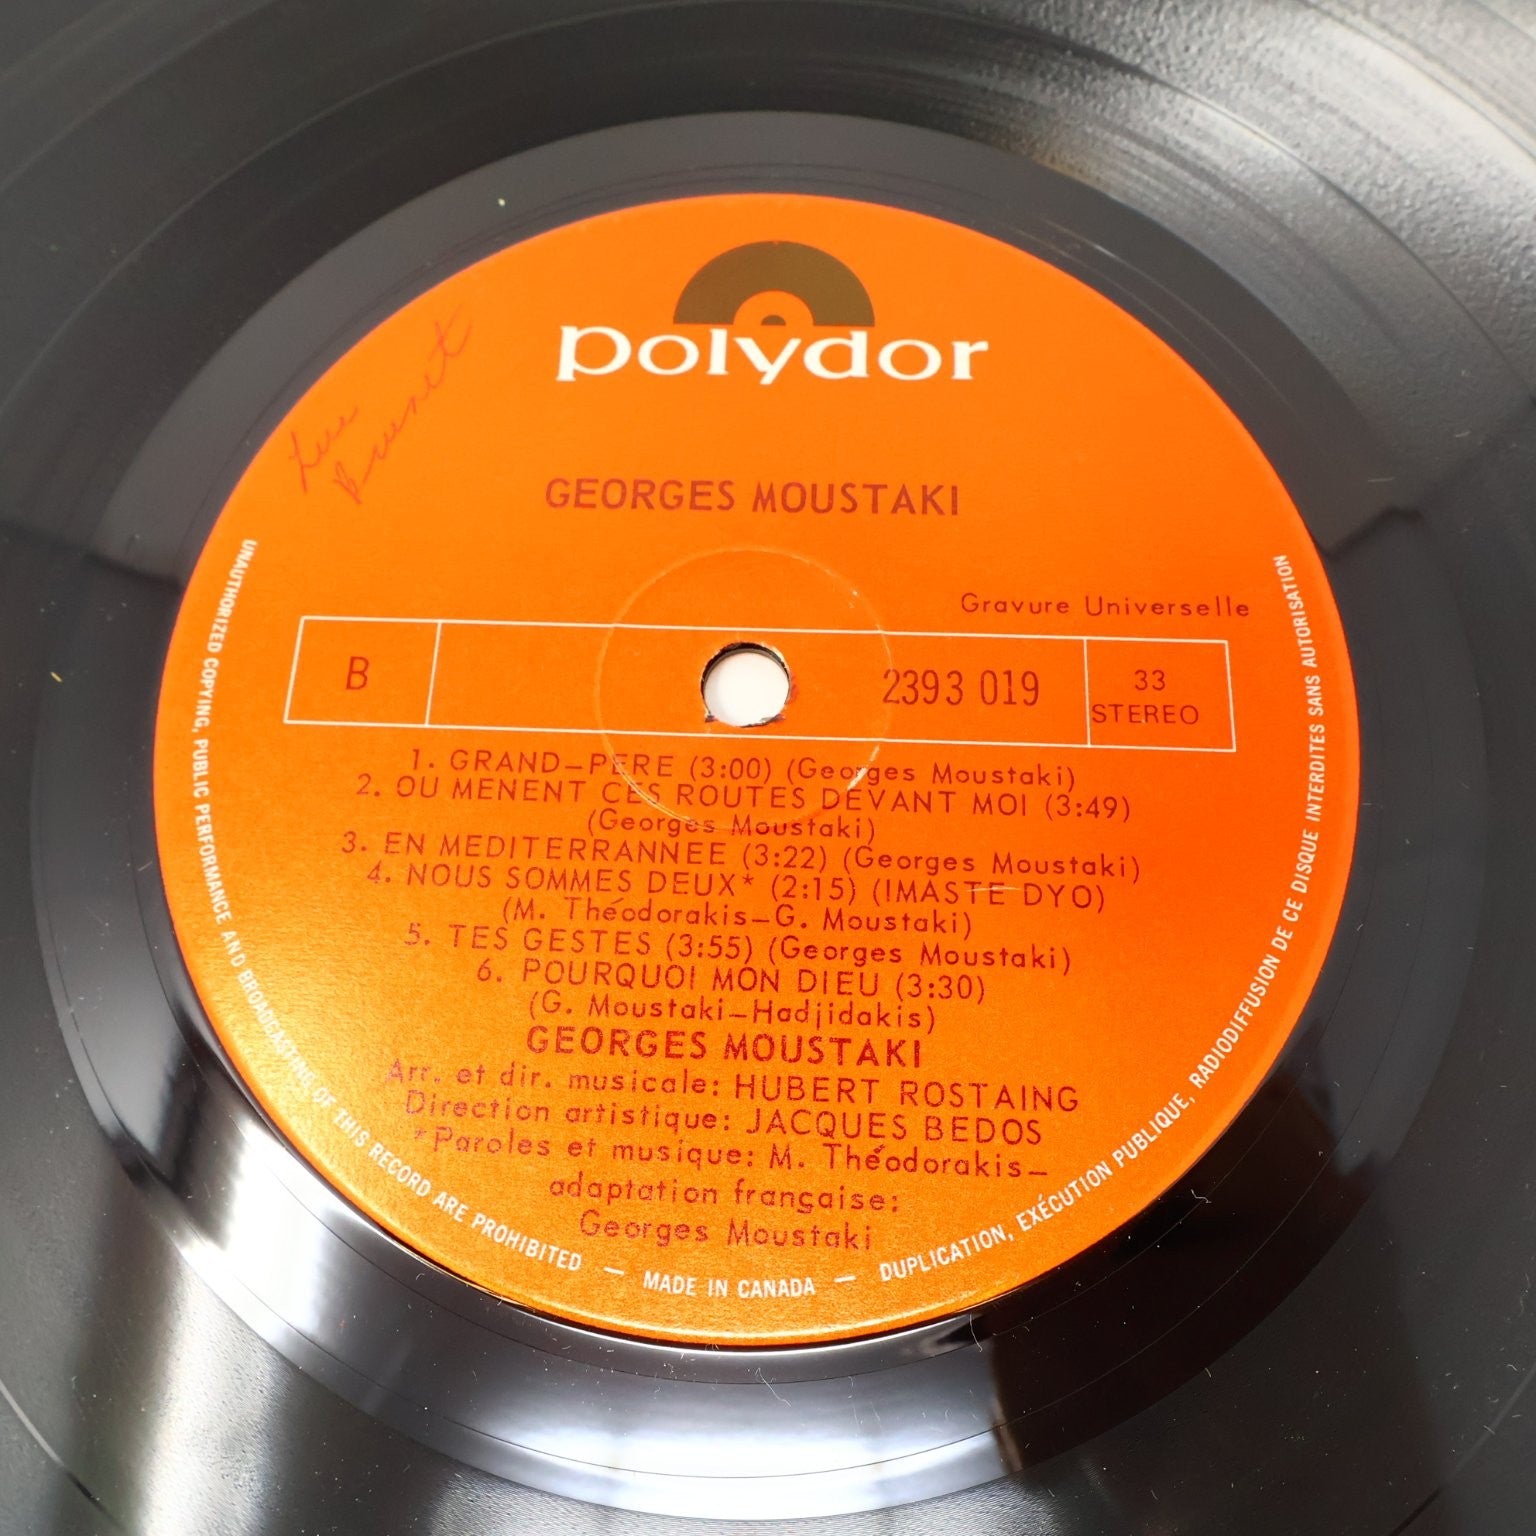 polydor
Luc
Brunet
GEORGES MOUSTAKI
Gravure Universelle
B
2393 019
33
STEREO
1. GRAND–PERE (3:00) (Georges Moustaki)
2. OU MENENT CES ROUTES DEVANT MOI (3:49)
(Georges Moustaki)
3. EN MEDITERRANNEE (3:22) (Georges Moustaki)
4. NOUS SOMMES DEUX* (2:15) (IMASTE DYO)
(M. Théodorakis–G. Moustaki)
5. TES GESTES (3:55) (Georges Moustaki)
6. POURQUOI MON DIEU (3:30)
(G. Moustaki–Hadjidakis)
GEORGES MOUSTAKI
Arr. et dir. musicale: HUBERT ROSTAING
Direction artistique: JACQUES BEDOS
*Paroles et musique: M. Théodorakis–
adaptation française:
Georges Moustaki
UNAUTHORIZED COPYING, PUBLIC PERFORMANCE AND BROADCASTING OF THIS RECORD ARE PROHIBITED — MADE IN CANADA — DUPLICATION, EXÉCUTION PUBLIQUE, RADIODIFFUSION DE CE DISQUE INTERDITES SANS AUTORISATION